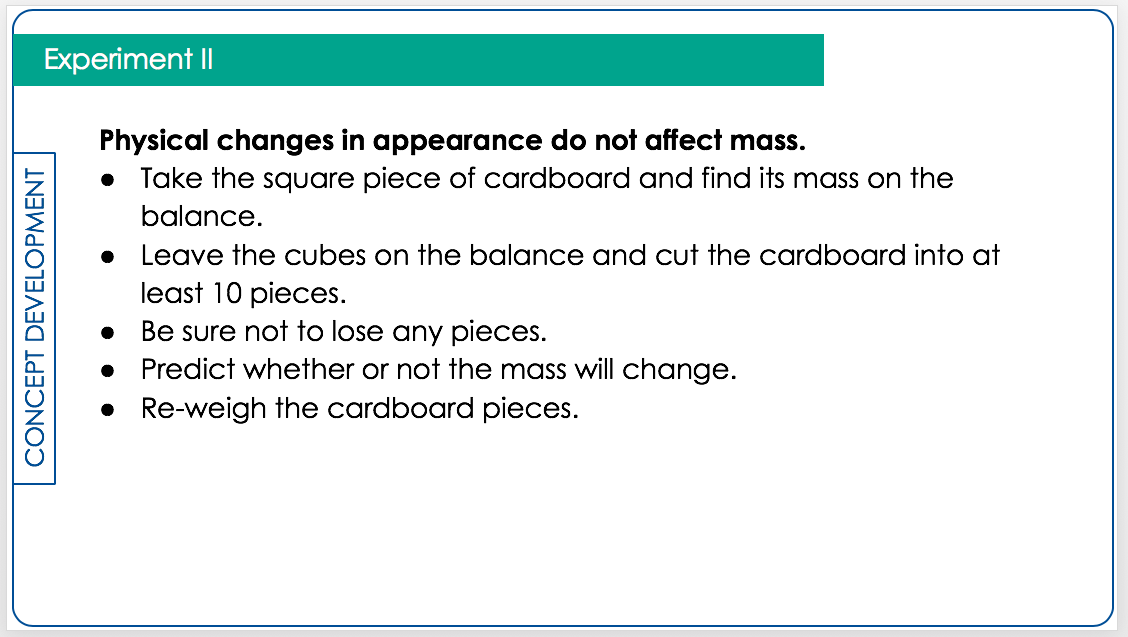 Experiment II
CONCEPT DEVELOPMENT
Physical changes in appearance do not affect mass.
● Take the square piece of cardboard and find its mass on the
balance.
● Leave the cubes on the balance and cut the cardboard into at
least 10 pieces.
● Be sure not to lose any pieces.
● Predict whether or not the mass will change.
● Re-weigh the cardboard pieces.